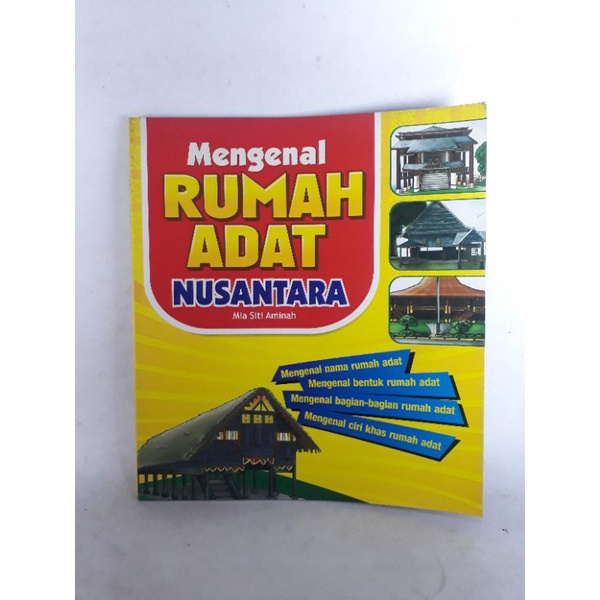 Mengenal
RUMAH
ADAT
NUSANTARA
Mia Siti Aminah
Mengenal nama rumah adat
Mengenal bentuk rumah adat
Mengenal bagian-bagian rumah adat
Mengenal ciri khas rumah adat